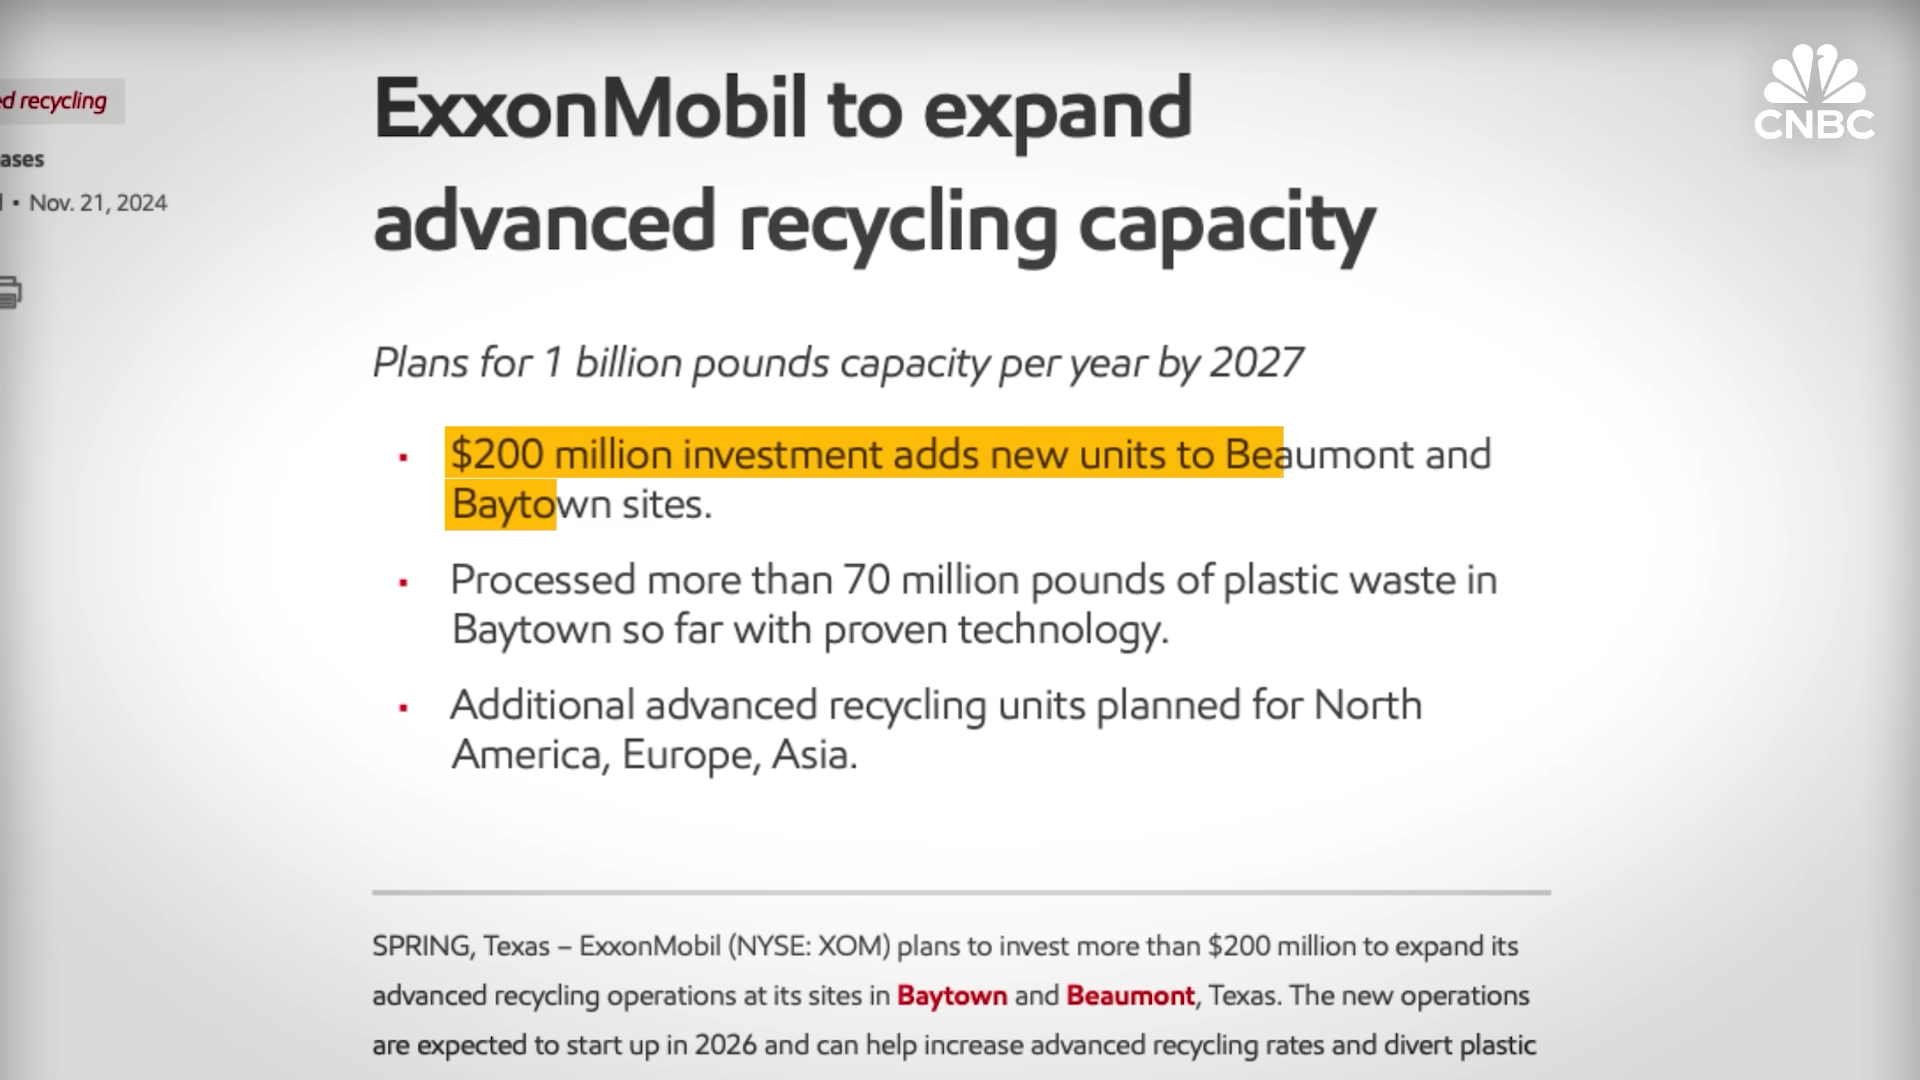 CNBC
ed recycling
ases
• Nov. 21, 2024
ExxonMobil to expand
advanced recycling capacity
Plans for 1 billion pounds capacity per year by 2027
$200 million investment adds new units to Beaumont and
Baytown sites.
Processed more than 70 million pounds of plastic waste in
Baytown so far with proven technology.
Additional advanced recycling units planned for North
America, Europe, Asia.
SPRING, Texas – ExxonMobil (NYSE: XOM) plans to invest more than $200 million to expand its
advanced recycling operations at its sites in Baytown and Beaumont, Texas. The new operations
are expected to start up in 2026 and can help increase advanced recycling rates and divert plastic